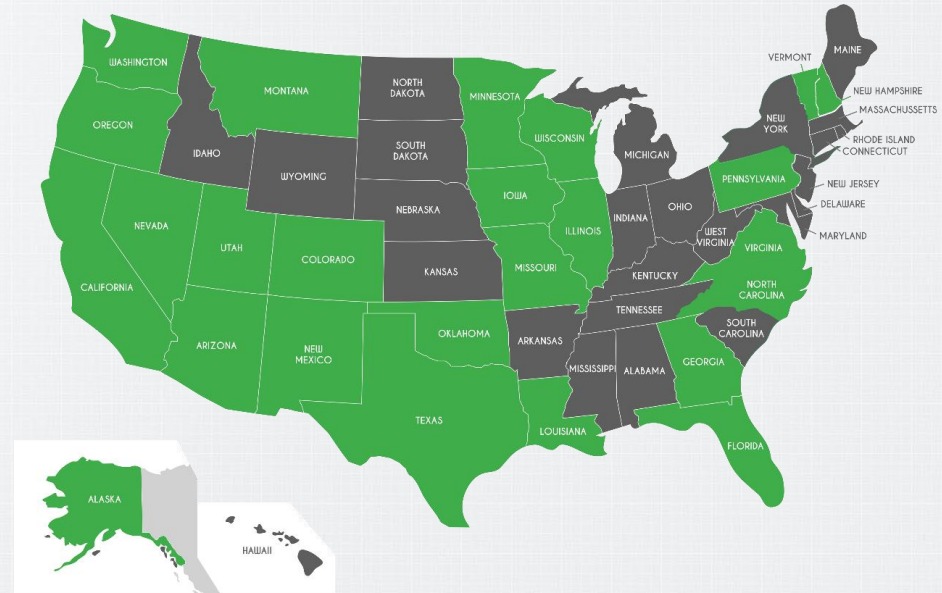 WASHINGTON
MONTANA
NORTH
DAKOTA
MINNESOTA
VERMONT
MAINE
NEW HAMPSHIRE
MASSACHUSSETTS
OREGON
IDAHO
SOUTH
DAKOTA
WISCONSIN
MICHIGAN
NEW
YORK
RHODE ISLAND
CONNECTICUT
WYOMING
PENNSYLVANIA
NEW JERSEY
NEBRASKA
IOWA
OHIO
DELAWARE
NEVADA
UTAH
COLORADO
ILLINOIS
INDIANA
WEST
VIRGINIA
VIRGINIA
MARYLAND
KANSAS
MISSOURI
KENTUCKY
CALIFORNIA
NORTH
CAROLINA
TENNESSEE
ARIZONA
NEW
MEXICO
OKLAHOMA
ARKANSAS
SOUTH
CAROLINA
MISSISSIPPI
ALABAMA
GEORGIA
TEXAS
LOUISIANA
FLORIDA
ALASKA
HAWAII